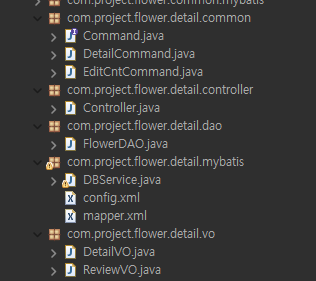 com.project.flower.common.mybatis
com.project.flower.detail.common
Command.java
DetailCommand.java
EditCntCommand.java
com.project.flower.detail.controller
Controller.java
com.project.flower.detail.dao
FlowerDAO.java
com.project.flower.detail.mybatis
DBService.java
config.xml
mapper.xml
com.project.flower.detail.vo
DetailVO.java
ReviewVO.java